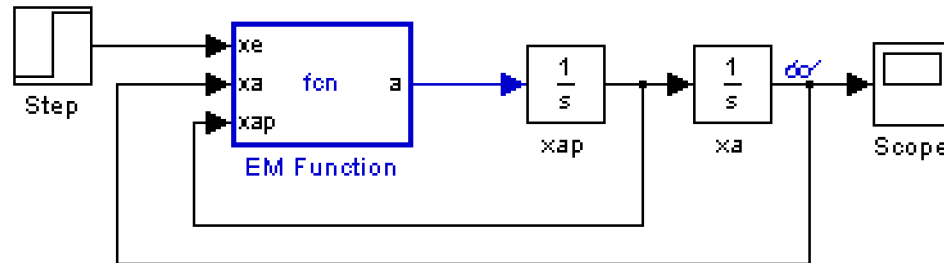 Step
xe
xa
xap
fcn
a
EM Function
1
s
xap
1
s
xa
Scope